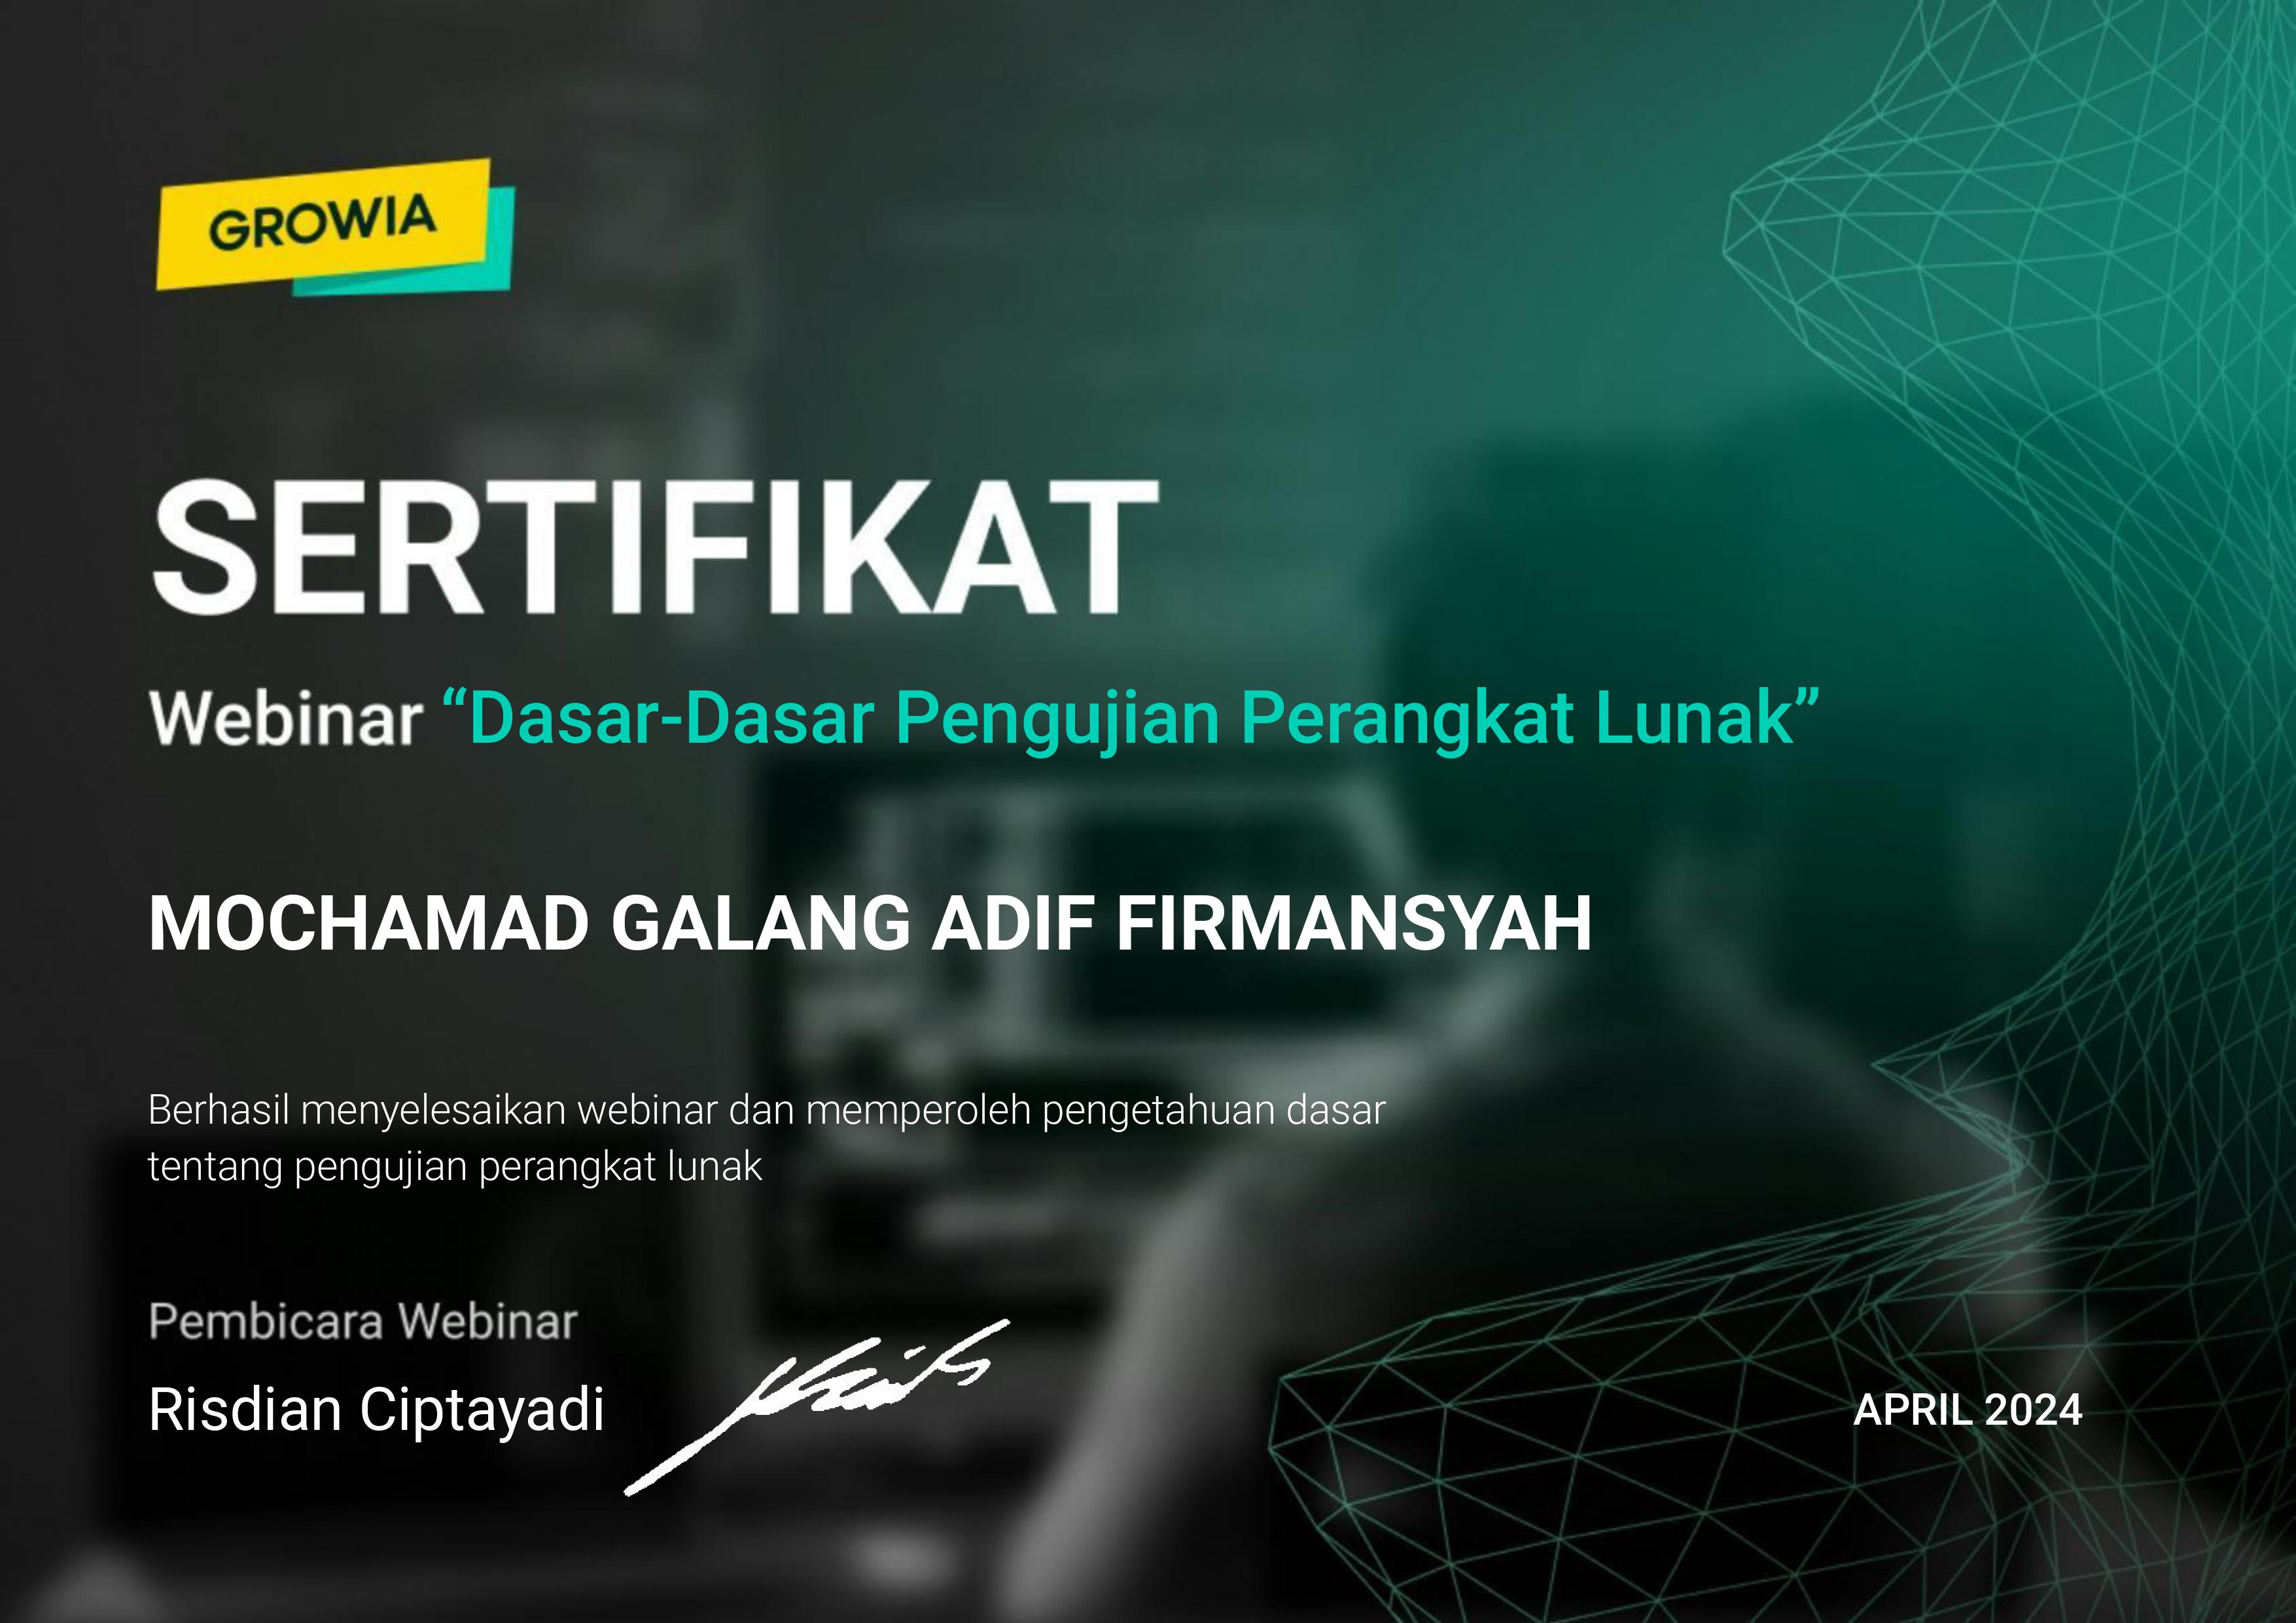 GROWIA
SERTIFIKAT
Webinar “Dasar-Dasar Pengujian Perangkat Lunak”
MOCHAMAD GALANG ADIF FIRMANSYAH
Berhasil menyelesaikan webinar dan memperoleh pengetahuan dasar
tentang pengujian perangkat lunak
Pembicara Webinar
Risdian Ciptayadi
APRIL 2024